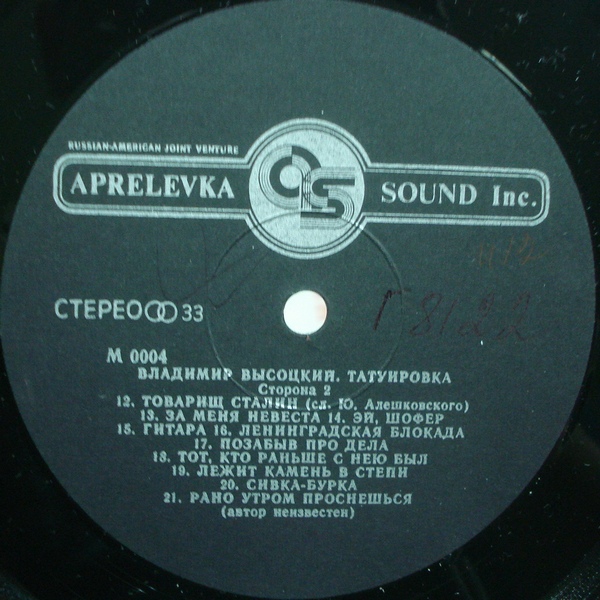 RUSSIAN-AMERICAN JOINT VENTURE
APRELEVKA SOUND Inc.
СТЕРЕО 33
Г 8122
М 0004
ВЛАДИМИР ВЫСОЦКИЙ. ТАТУИРОВКА
Сторона 2
12. ТОВАРИЩ СТАЛИН (сл. Ю. Алешковского)
13. ЗА МЕНЯ НЕВЕСТА 14. ЭЙ, ШОФЕР
15. ГИТАРА 16. ЛЕНИНГРАДСКАЯ БЛОКАДА
17. ПОЗАБЫВ ПРО ДЕЛА
18. ТОТ, КТО РАНЬШЕ С НЕЮ БЫЛ
19. ЛЕЖИТ КАМЕНЬ В СТЕПИ
20. СИВКА-БУРКА
21. РАНО УТРОМ ПРОСНЕШЬСЯ
(автор неизвестен)